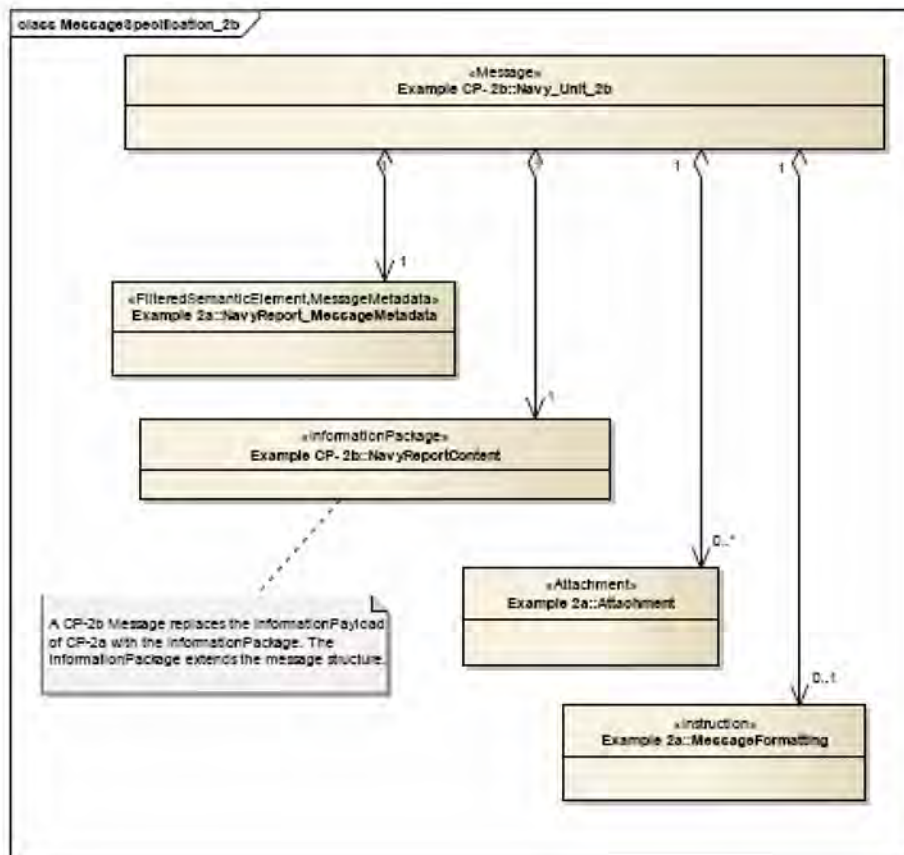 class MessageSpecification_2b
«Message»
Example CP- 2b::Navy_Unit_2b
1
1
1
1
1
«FilteredSemanticElement,MessageMetadata»
Example 2a::NavyReport_MessageMetadata
1
«InformationPackage»
Example CP- 2b::NavyReportContent
0..*
«Attachment»
Example 2a::Attachment
A CP-2b Message replaces the InformationPayload
of CP-2a with the InformationPackage. The
InformationPackage extends the message structure.
0..1
«Instruction»
Example 2a::MessageFormatting